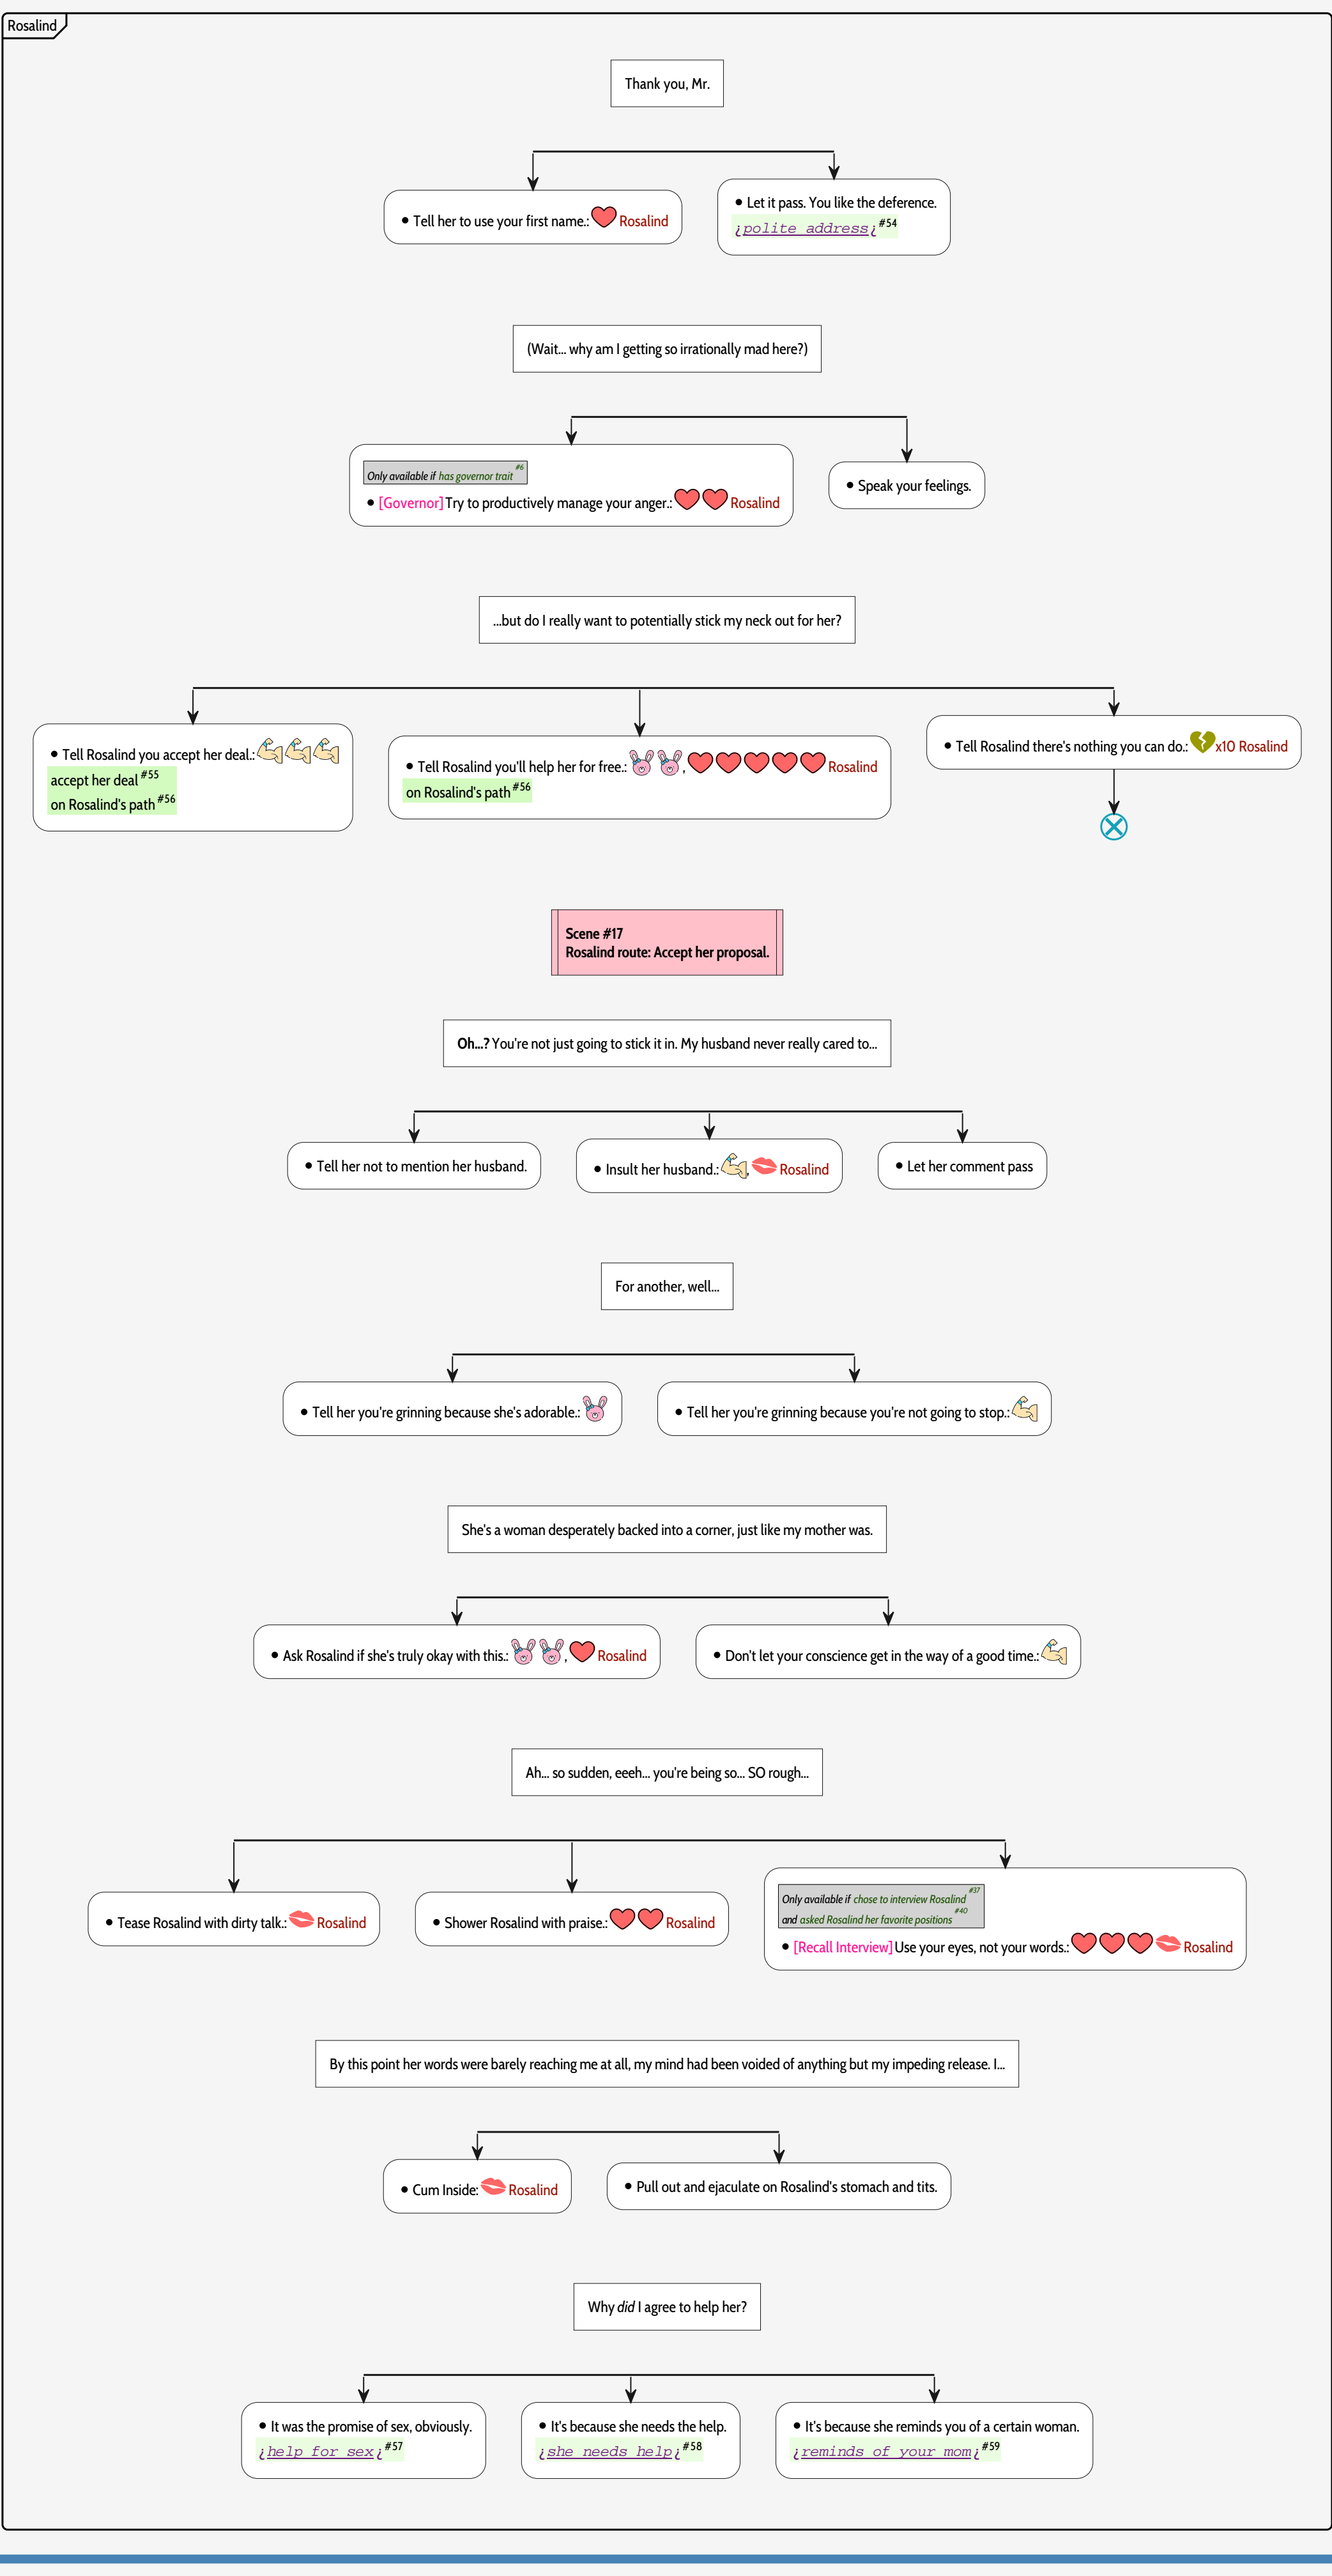 Rosalind
Thank you, Mr.
• Tell her to use your first name.: Rosalind
• Let it pass. You like the deference.
¿polite address¿ #54
(Wait... why am I getting so irrationally mad here?)
Only available if has governor trait #6
• [Governor] Try to productively manage your anger.: Rosalind
• Speak your feelings.
...but do I really want to potentially stick my neck out for her?
• Tell Rosalind you accept her deal.:
accept her deal #55
on Rosalind's path #56
• Tell Rosalind you'll help her for free.: , Rosalind
on Rosalind's path #56
• Tell Rosalind there's nothing you can do.: x10 Rosalind
Scene #17
Rosalind route: Accept her proposal.
Oh...? You're not just going to stick it in. My husband never really cared to...
• Tell her not to mention her husband.
• Insult her husband.: , Rosalind
• Let her comment pass
For another, well...
• Tell her you're grinning because she's adorable.:
• Tell her you're grinning because you're not going to stop.:
She's a woman desperately backed into a corner, just like my mother was.
• Ask Rosalind if she's truly okay with this.: , Rosalind
• Don't let your conscience get in the way of a good time.:
Ah... so sudden, eeeh... you're being so... SO rough...
• Tease Rosalind with dirty talk.: Rosalind
• Shower Rosalind with praise.: Rosalind
Only available if chose to interview Rosalind #37
and asked Rosalind her favorite positions #40
• [Recall Interview] Use your eyes, not your words.: Rosalind
By this point her words were barely reaching me at all, my mind had been voided of anything but my impeding release. I...
• Cum Inside: Rosalind
• Pull out and ejaculate on Rosalind's stomach and tits.
Why did I agree to help her?
• It was the promise of sex, obviously.
¿help for sex¿ #57
• It's because she needs the help.
¿she needs help¿ #58
• It's because she reminds you of a certain woman.
¿reminds of your mom¿ #59